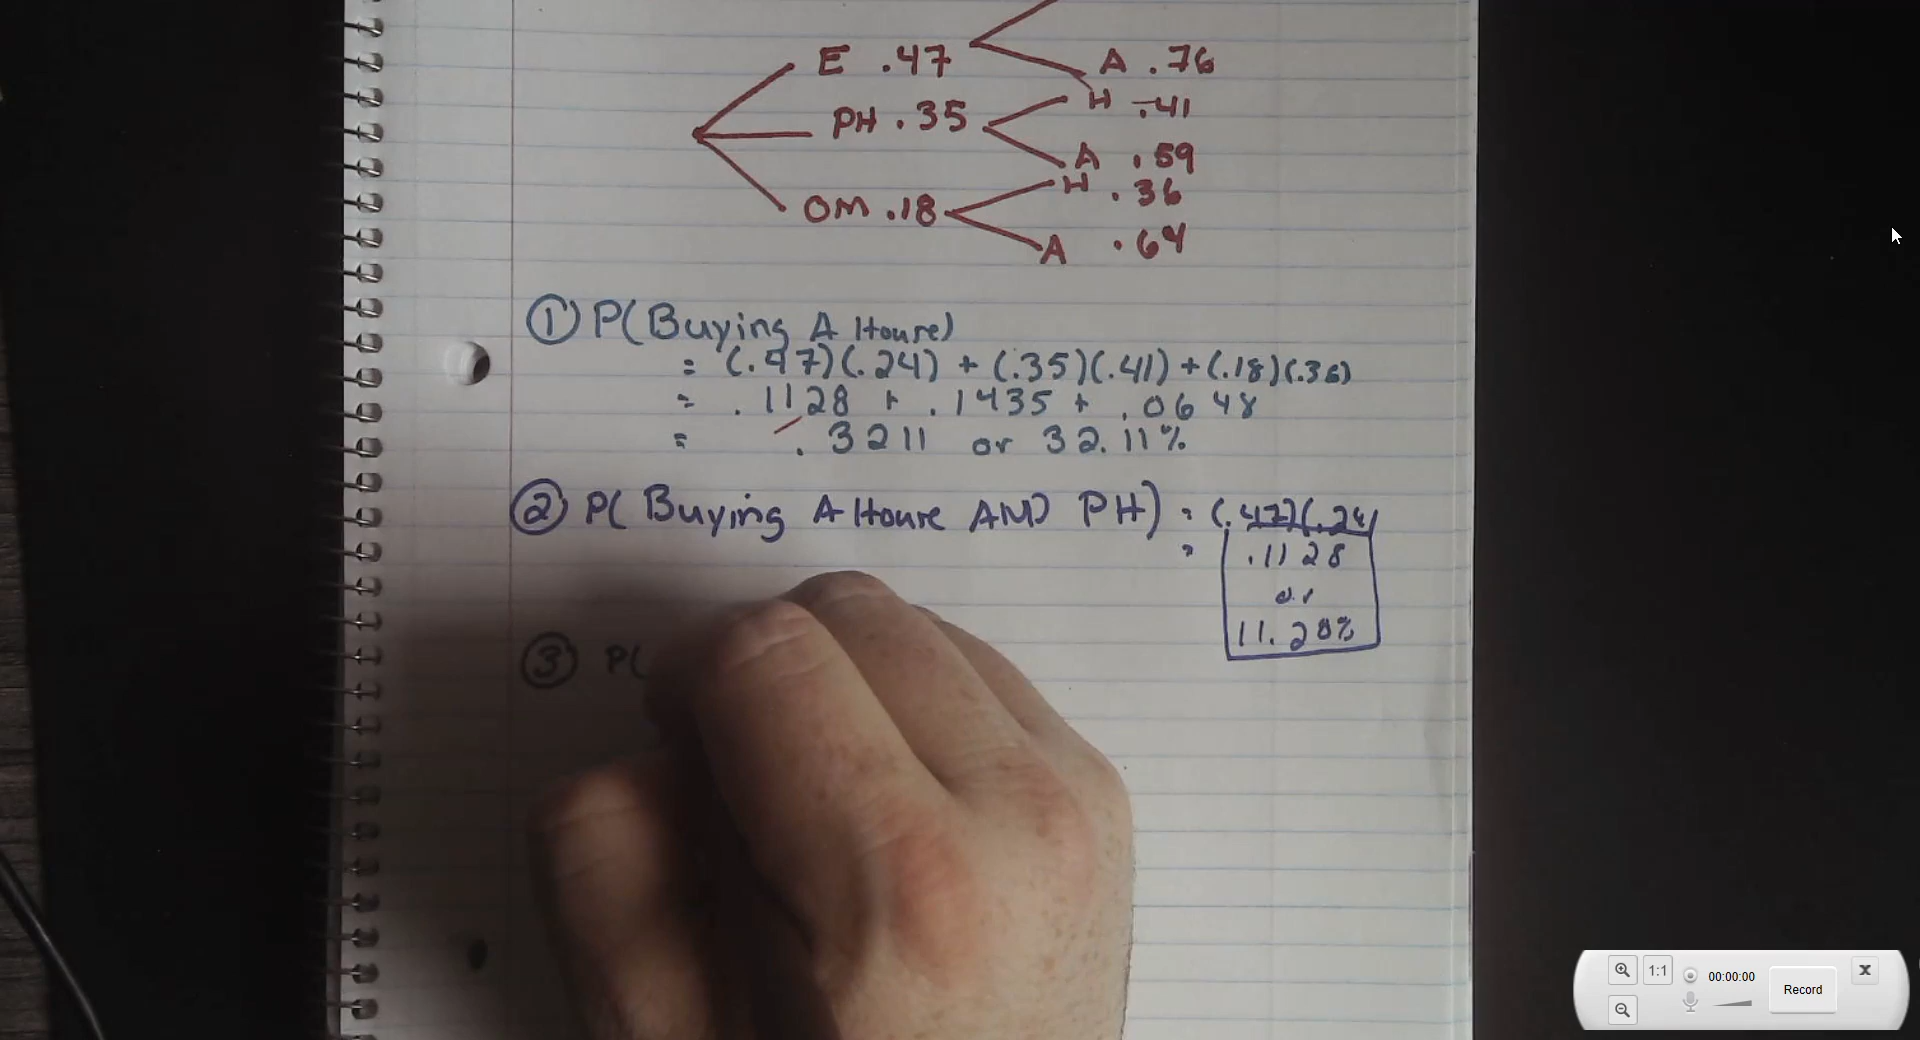 E .47
A .76
H .41
PH .35
A .59
H .36
OM .18
A .64
① P(Buying A House)
= (.47)(.24) + (.35)(.41) + (.18)(.36)
= .1128 + .1435 + .0648
= .3211 or 32.11%
② P( Buying A House AND PH) = (.47)(.24)
= .1128
or
11.28%
③ P(
1:1
00:00:00
Record